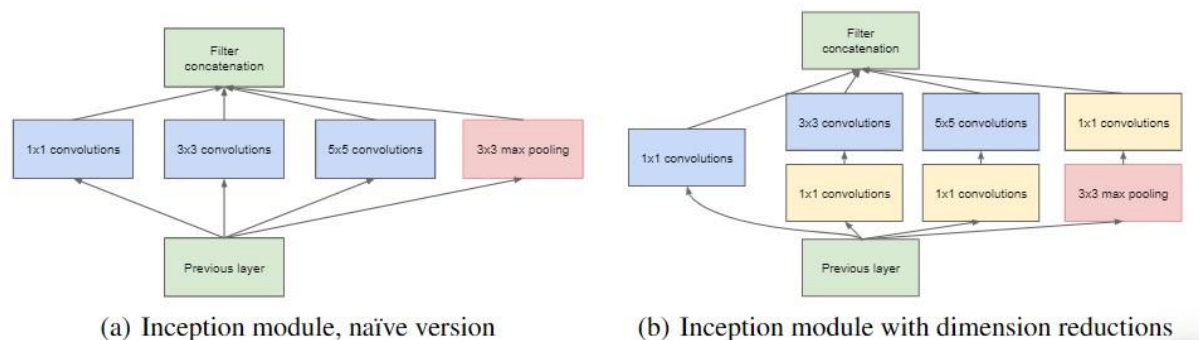 Filter
concatenation
1x1 convolutions
3x3 convolutions
5x5 convolutions
3x3 max pooling
Previous layer
(a) Inception module, naïve version
Filter
concatenation
3x3 convolutions
5x5 convolutions
1x1 convolutions
1x1 convolutions
1x1 convolutions
1x1 convolutions
3x3 max pooling
Previous layer
(b) Inception module with dimension reductions